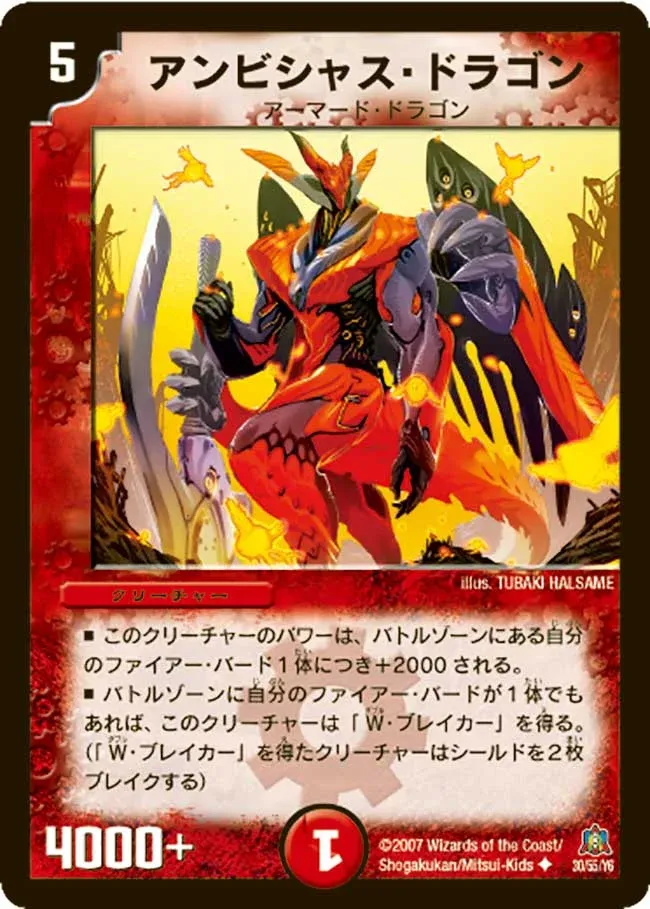 5
アンビシャス・ドラゴン
アーマード・ドラゴン
illus. TUBAKI HALSAME
クリーチャー
■ このクリーチャーのパワーは、バトルゾーンにある自分
のファイアー・バード1体につき+2000 される。
■ バトルゾーンに自分のファイアー・バードが1体でも
あれば、このクリーチャーは「W・ブレイカー」を得る。
(「W・ブレイカー」を得たクリーチャーはシールドを2枚
ブレイクする)
4000+
1
©2007 Wizards of the Coast/
Shogakukan/Mitsui-Kids ◆
30/55/Y6